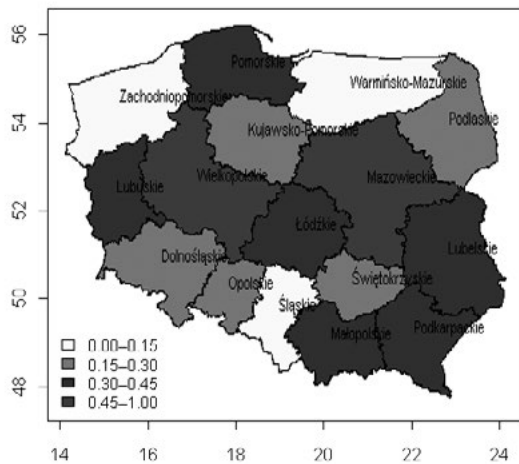 56
54
52
50
48
Pomorskie
Warmińsko-Mazurskie
Zachodniopomorskie
Podlaskie
Kujawsko-Pomorskie
Wielkopolskie
Mazowieckie
Lubuskie
Łódźkie
Lubelskie
Dolnośląskie
Opolskie
Świętokrzyskie
Śląskie
Małopolskie
Podkarpackie
0.00–0.15
0.15–0.30
0.30–0.45
0.45–1.00
14 16 18 20 22 24